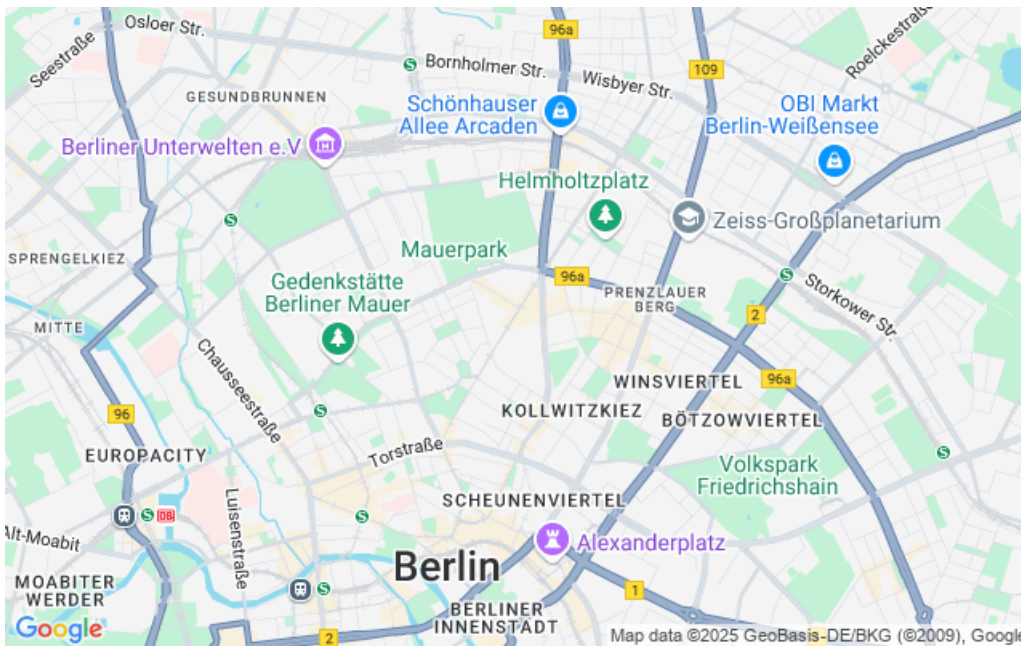 Osloer Str.
96a
Seestraße
Bornholmer Str.
Wisbyer Str.
109
Roelckestraße
GESUNDBRUNNEN
Schönhauser
Allee Arcaden
OBI Markt
Berlin-Weißensee
Berliner Unterwelten e.V
Helmholtzplatz
Zeiss-Großplanetarium
Mauerpark
SPRENGELKIEZ
Gedenkstätte
Berliner Mauer
96a
PRENZLAUER
BERG
Storkower Str.
MITTE
2
Chausseestraße
WINSVIERTEL
96a
96
KOLLWITZKIEZ
BÖTZOWVIERTEL
EUROPACITY
Torstraße
Volkspark
Friedrichshain
Luisenstraße
SCHEUNENVIERTEL
DB
Alt-Moabit
Alexanderplatz
Berlin
MOABITER
WERDER
1
BERLINER
INNENSTADT
Google
2
Map data ©2025 GeoBasis-DE/BKG (©2009), Google